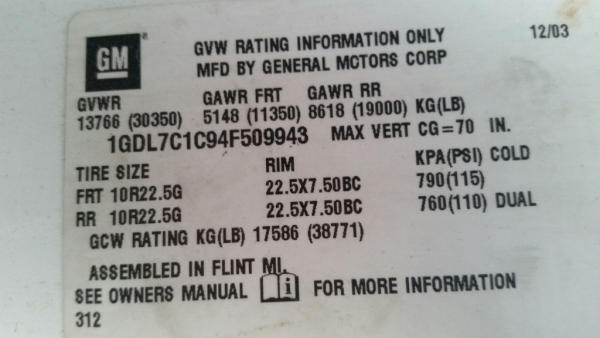 GM
GVW RATING INFORMATION ONLY 12/03
MFD BY GENERAL MOTORS CORP
GVWR GAWR FRT GAWR RR
13766 (30350) 5148 (11350) 8618 (19000) KG(LB)
1GDL7C1C94F509943 MAX VERT CG=70 IN.
TIRE SIZE RIM KPA(PSI) COLD
FRT 10R22.5G 22.5X7.50BC 790(115)
RR 10R22.5G 22.5X7.50BC 760(110) DUAL
GCW RATING KG(LB) 17586 (38771)
ASSEMBLED IN FLINT MI.
SEE OWNERS MANUAL i FOR MORE INFORMATION
312